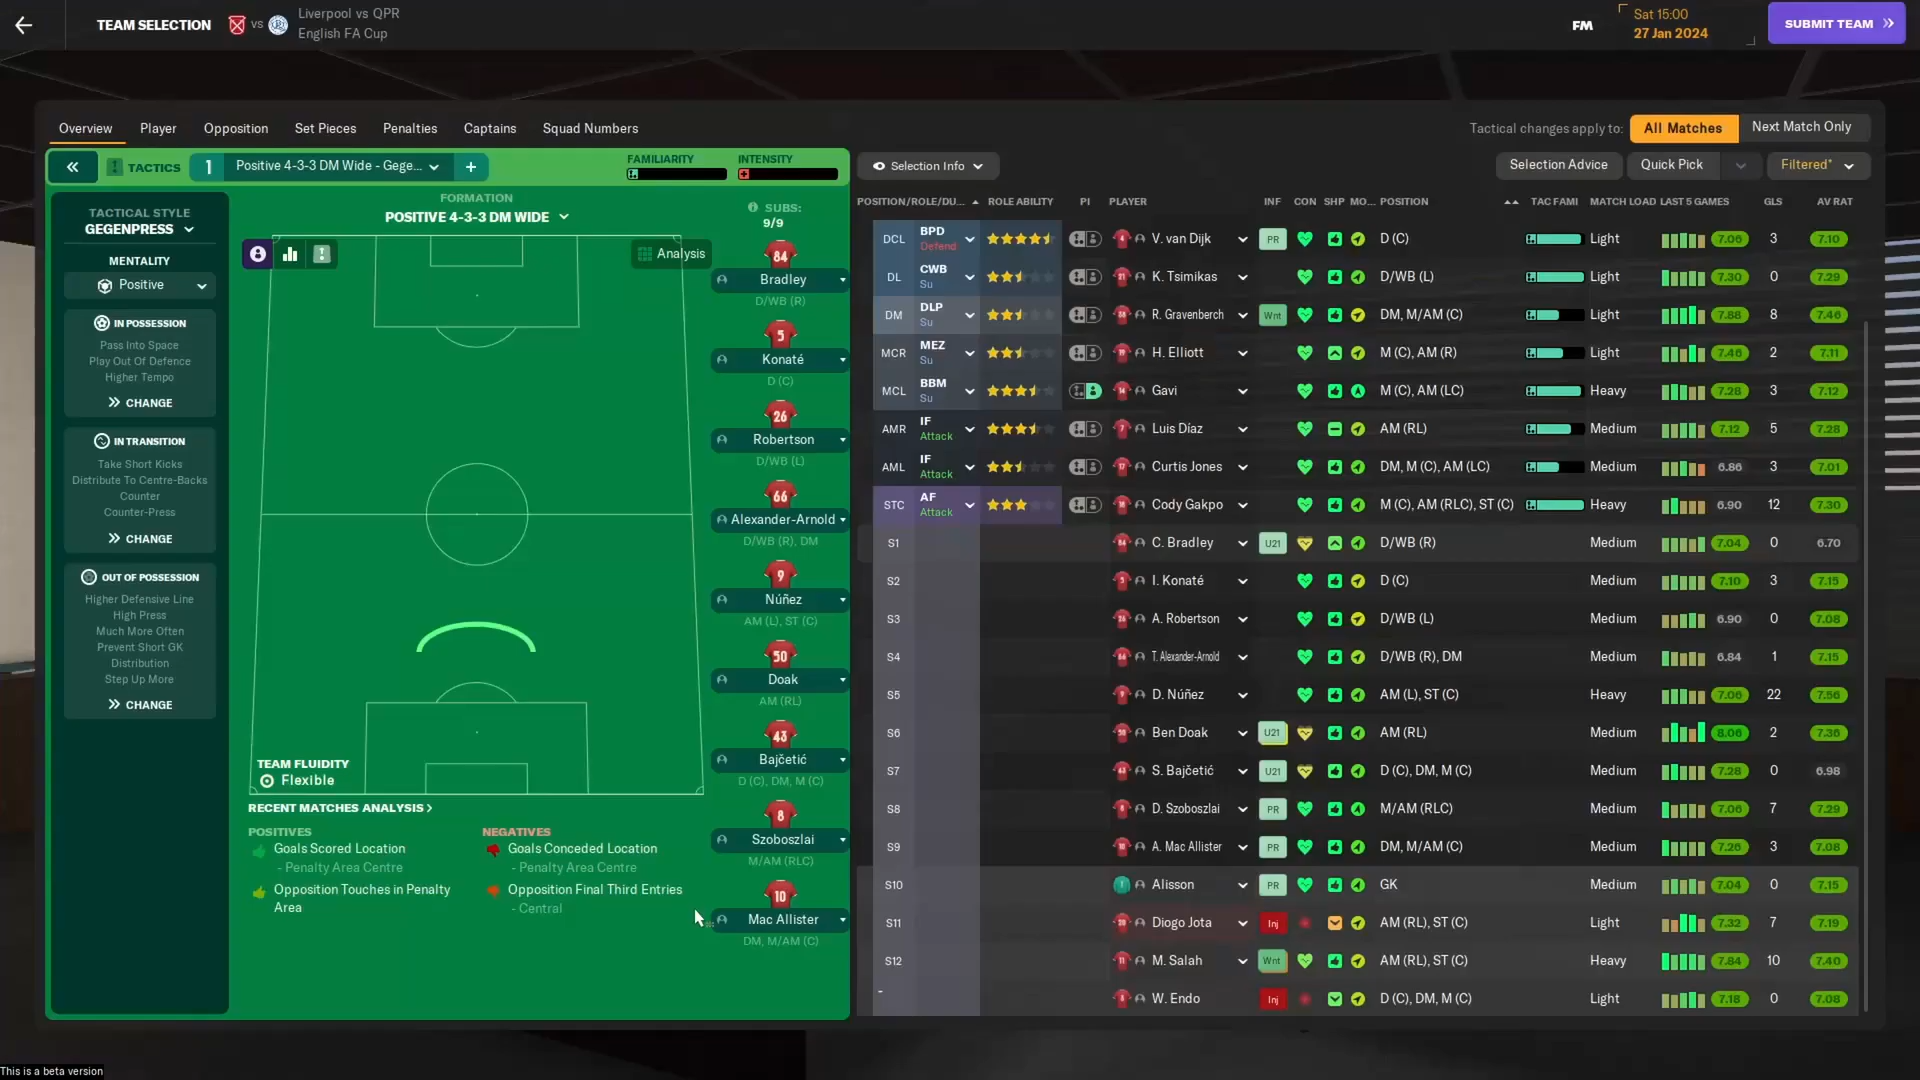 TEAM SELECTION
vs
Liverpool vs QPR
English FA Cup
FM
Sat 15:00
27 Jan 2024
SUBMIT TEAM
Overview
Player
Opposition
Set Pieces
Penalties
Captains
Squad Numbers
Tactical changes apply to:
All Matches
Next Match Only
TACTICS
1
Positive 4-3-3 DM Wide - Gege...
FAMILIARITY
INTENSITY
Selection Info
Selection Advice
Quick Pick
Filtered*
TACTICAL STYLE
GEGENPRESS
MENTALITY
Positive
IN POSSESSION
Pass Into Space
Play Out Of Defence
Higher Tempo
CHANGE
IN TRANSITION
Take Short Kicks
Distribute To Centre-Backs
Counter
Counter-Press
CHANGE
OUT OF POSSESSION
Higher Defensive Line
High Press
Much More Often
Prevent Short GK
Distribution
Step Up More
CHANGE
FORMATION
POSITIVE 4-3-3 DM WIDE
Analysis
TEAM FLUIDITY
Flexible
RECENT MATCHES ANALYSIS
POSITIVES
Goals Scored Location
- Penalty Area Centre
Opposition Touches in Penalty
Area
NEGATIVES
Goals Conceded Location
- Penalty Area Centre
Opposition Final Third Entries
- Central
SUBS:
9/9
84
Bradley
D/WB (R)
5
Konaté
D (C)
26
Robertson
D/WB (L)
66
Alexander-Arnold
D/WB (R), DM
9
Núñez
AM (L), ST (C)
50
Doak
AM (RL)
43
Bajčetić
D (C), DM, M (C)
8
Szoboszlai
M/AM (RLC)
10
Mac Allister
DM, M/AM (C)
POSITION/ROLE/DU... ROLE ABILITY PI PLAYER INF CON SHP MO... POSITION TAC FAMI MATCH LOAD LAST 5 GAMES GLS AV RAT
DCL BPD Defend V. van Dijk PR D (C) Light 7.06 3 7.10
DL CWB Su K. Tsimikas D/WB (L) Light 7.30 0 7.29
DM DLP Su R. Gravenberch Wnt DM, M/AM (C) Light 7.88 8 7.46
MCR MEZ Su H. Elliott M (C), AM (R) Light 7.46 2 7.11
MCL BBM Su Gavi M (C), AM (LC) Heavy 7.28 3 7.12
AMR IF Attack Luis Díaz AM (RL) Medium 7.12 5 7.28
AML IF Attack Curtis Jones DM, M (C), AM (LC) Medium 6.86 3 7.01
STC AF Attack Cody Gakpo M (C), AM (RLC), ST (C) Heavy 6.90 12 7.30
S1 C. Bradley U21 D/WB (R) Medium 7.04 0 6.70
S2 I. Konaté D (C) Medium 7.10 3 7.15
S3 A. Robertson D/WB (L) Medium 6.90 0 7.08
S4 T. Alexander-Arnold D/WB (R), DM Medium 6.84 1 7.15
S5 D. Núñez AM (L), ST (C) Heavy 7.06 22 7.56
S6 Ben Doak U21 AM (RL) Medium 8.06 2 7.36
S7 S. Bajčetić U21 D (C), DM, M (C) Medium 7.28 0 6.98
S8 D. Szoboszlai PR M/AM (RLC) Medium 7.06 7 7.29
S9 A. Mac Allister PR DM, M/AM (C) Medium 7.26 3 7.08
S10 Alisson PR GK Medium 7.04 0 7.15
S11 Diogo Jota Inj AM (RL), ST (C) Light 7.32 7 7.19
S12 M. Salah Wnt AM (RL), ST (C) Heavy 7.84 10 7.40
- W. Endo Inj D (C), DM, M (C) Light 7.18 0 7.08
This is a beta version